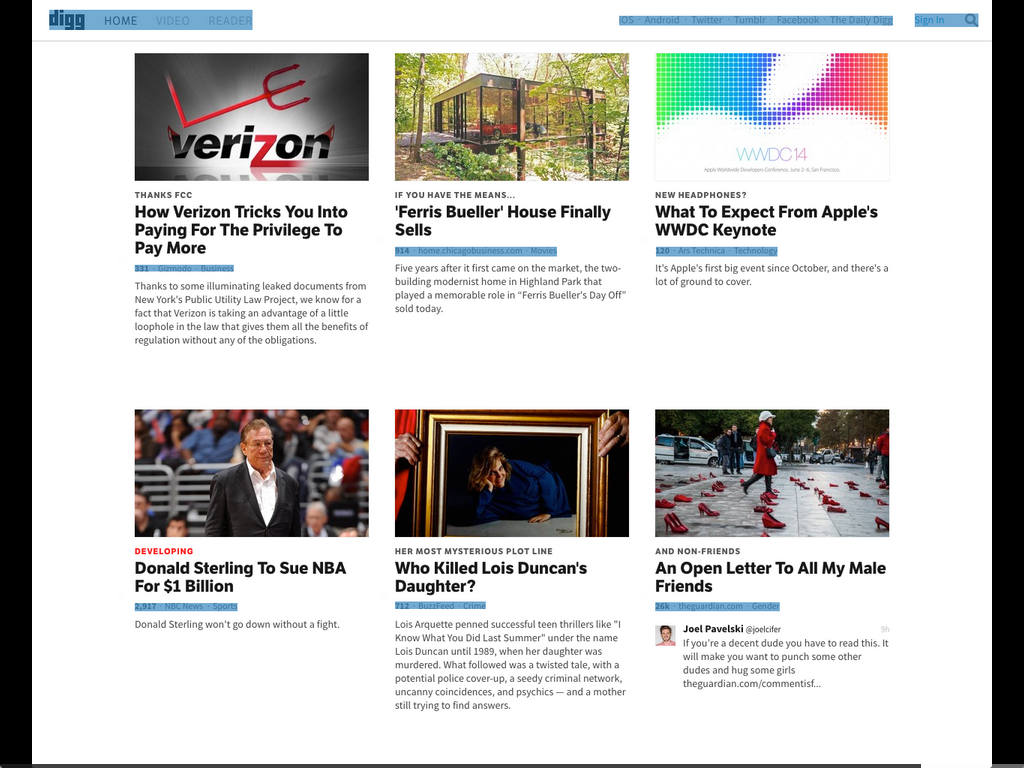 digg HOME VIDEO READER iOS · Android · Twitter · Tumblr · Facebook · The Daily Digg Sign In
verizon
WWDC14
Apple Worldwide Developers Conference. June 2–6, San Francisco.
THANKS FCC
How Verizon Tricks You Into
Paying For The Privilege To
Pay More
331 · Gizmodo · Business
Thanks to some illuminating leaked documents from
New York's Public Utility Law Project, we know for a
fact that Verizon is taking an advantage of a little
loophole in the law that gives them all the benefits of
regulation without any of the obligations.
IF YOU HAVE THE MEANS...
'Ferris Bueller' House Finally
Sells
914 · home.chicagobusiness.com · Movies
Five years after it first came on the market, the two-
building modernist home in Highland Park that
played a memorable role in “Ferris Bueller's Day Off”
sold today.
NEW HEADPHONES?
What To Expect From Apple's
WWDC Keynote
120 · Ars Technica · Technology
It's Apple's first big event since October, and there's a
lot of ground to cover.
DEVELOPING
Donald Sterling To Sue NBA
For $1 Billion
2,917 · NBC News · Sports
Donald Sterling won't go down without a fight.
HER MOST MYSTERIOUS PLOT LINE
Who Killed Lois Duncan's
Daughter?
712 · BuzzFeed · Crime
Lois Arquette penned successful teen thrillers like "I
Know What You Did Last Summer" under the name
Lois Duncan until 1989, when her daughter was
murdered. What followed was a twisted tale, with a
potential police cover-up, a seedy criminal network,
uncanny coincidences, and psychics — and a mother
still trying to find answers.
AND NON-FRIENDS
An Open Letter To All My Male
Friends
26k · theguardian.com · Gender
Joel Pavelski @joelcifer 9h
If you're a decent dude you have to read this. It
will make you want to punch some other
dudes and hug some girls
theguardian.com/commentisf...